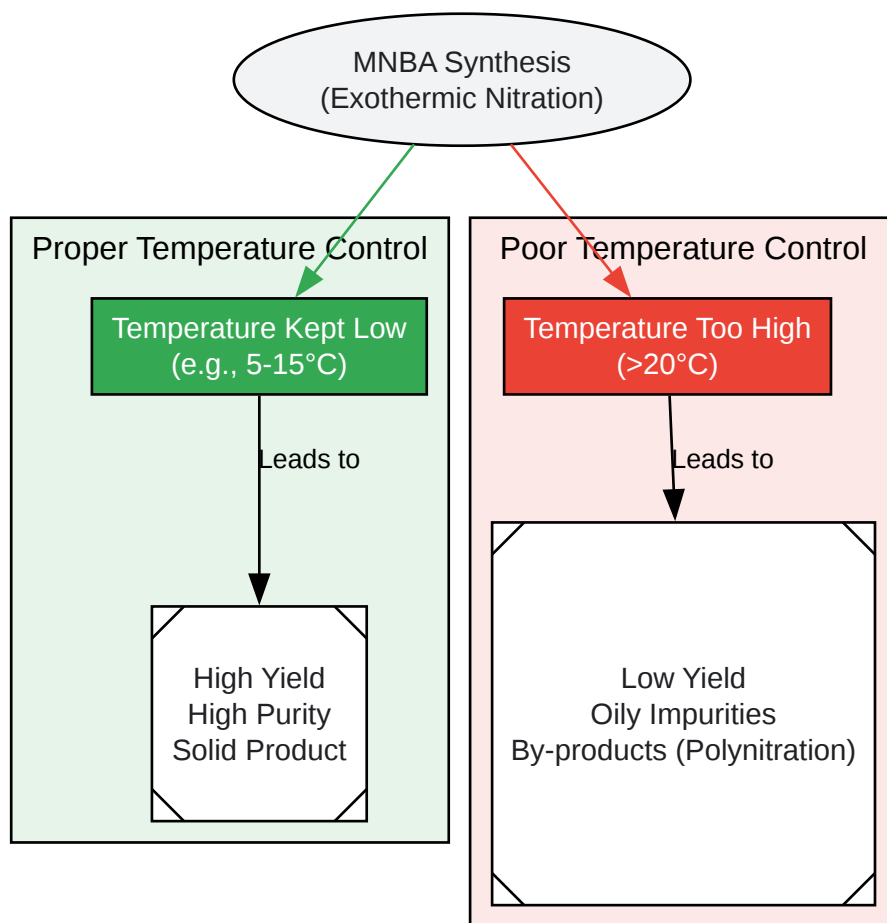 MNBA Synthesis
(Exothermic Nitration)
Proper Temperature Control
Temperature Kept Low
(e.g., 5-15°C)
Leads to
High Yield
High Purity
Solid Product
Poor Temperature Control
Temperature Too High
(>20°C)
Leads to
Low Yield
Oily Impurities
By-products (Polynitration)